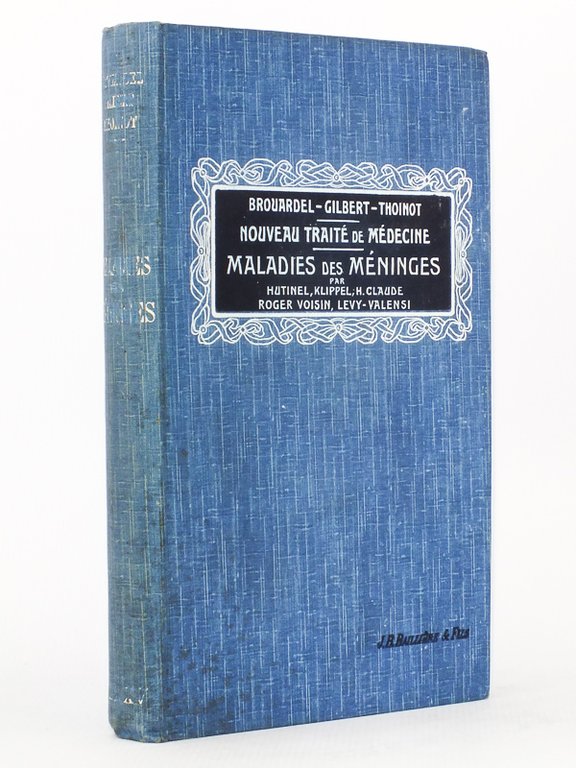 BROUARDEL-GILBERT-THOINOT
NOUVEAU TRAITÉ DE MÉDECINE
MALADIES DES MÉNINGES
PAR
HUTINEL, KLIPPEL, H. CLAUDE
ROGER VOISIN, LEVY-VALENSI
J.B. BAILLIÈRE & FILS